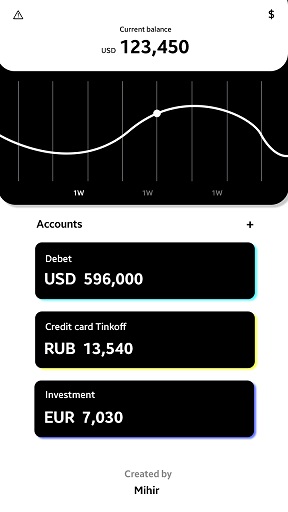 $
Current balance
USD 123,450
1W 1W 1W
Accounts +
Debet
USD 596,000
Credit card Tinkoff
RUB 13,540
Investment
EUR 7,030
Created by
Mihir